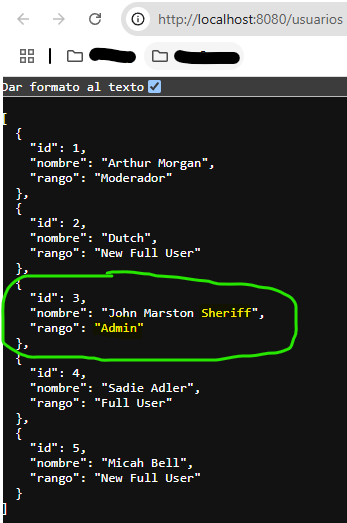 http://localhost:8080/usuarios
Dar formato al texto
[
{
"id": 1,
"nombre": "Arthur Morgan",
"rango": "Moderador"
},
{
"id": 2,
"nombre": "Dutch",
"rango": "New Full User"
},
{
"id": 3,
"nombre": "John Marston Sheriff",
"rango": "Admin"
},
{
"id": 4,
"nombre": "Sadie Adler",
"rango": "Full User"
},
{
"id": 5,
"nombre": "Micah Bell",
"rango": "New Full User"
}
]